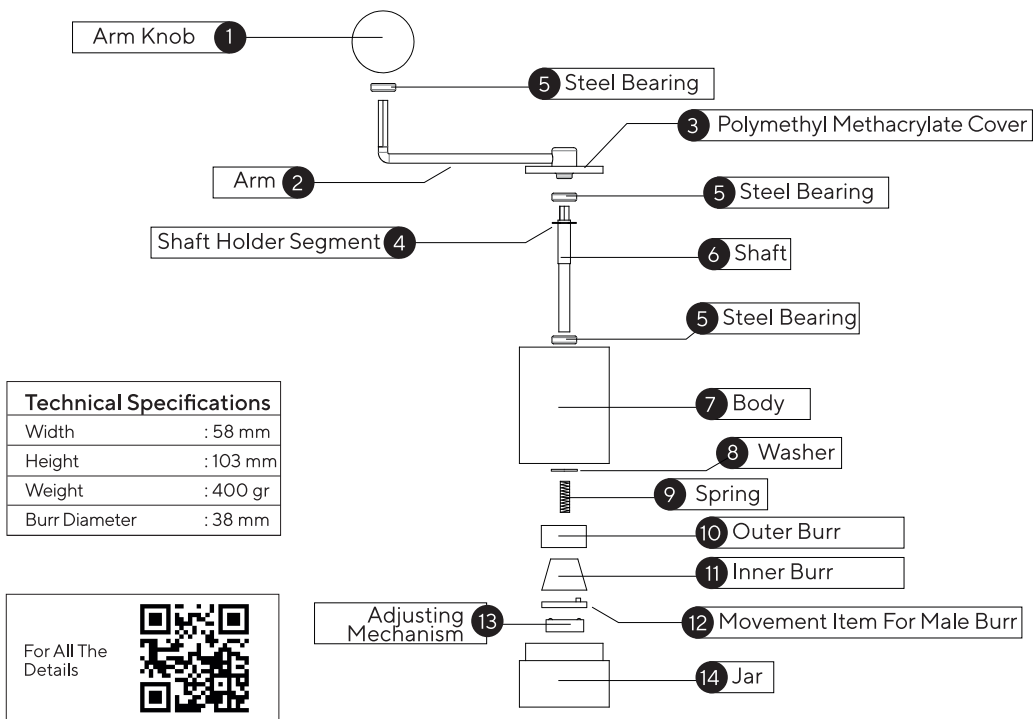 Arm Knob 1
5 Steel Bearing
3 Polymethyl Methacrylate Cover
Arm 2
5 Steel Bearing
Shaft Holder Segment 4
6 Shaft
5 Steel Bearing
7 Body
8 Washer
9 Spring
10 Outer Burr
11 Inner Burr
Adjusting
Mechanism 13
12 Movement Item For Male Burr
14 Jar
Technical Specifications
Width : 58 mm
Height : 103 mm
Weight : 400 gr
Burr Diameter : 38 mm
For All The
Details